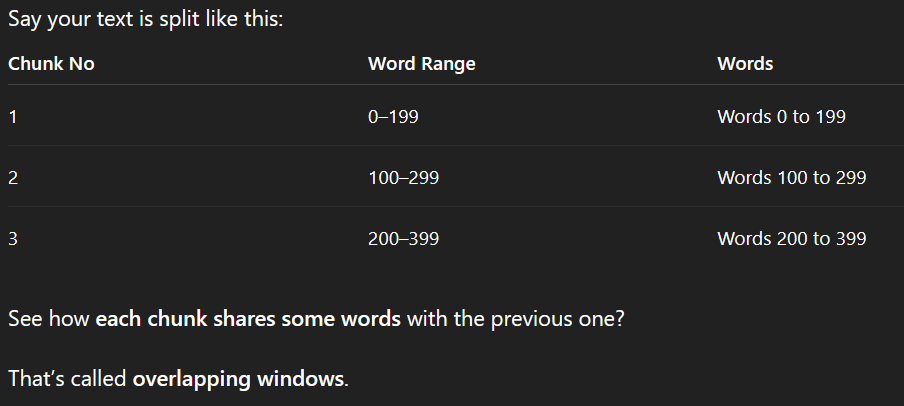 Say your text is split like this:
Chunk No Word Range Words
1 0–199 Words 0 to 199
2 100–299 Words 100 to 299
3 200–399 Words 200 to 399
See how each chunk shares some words with the previous one?
That’s called overlapping windows.